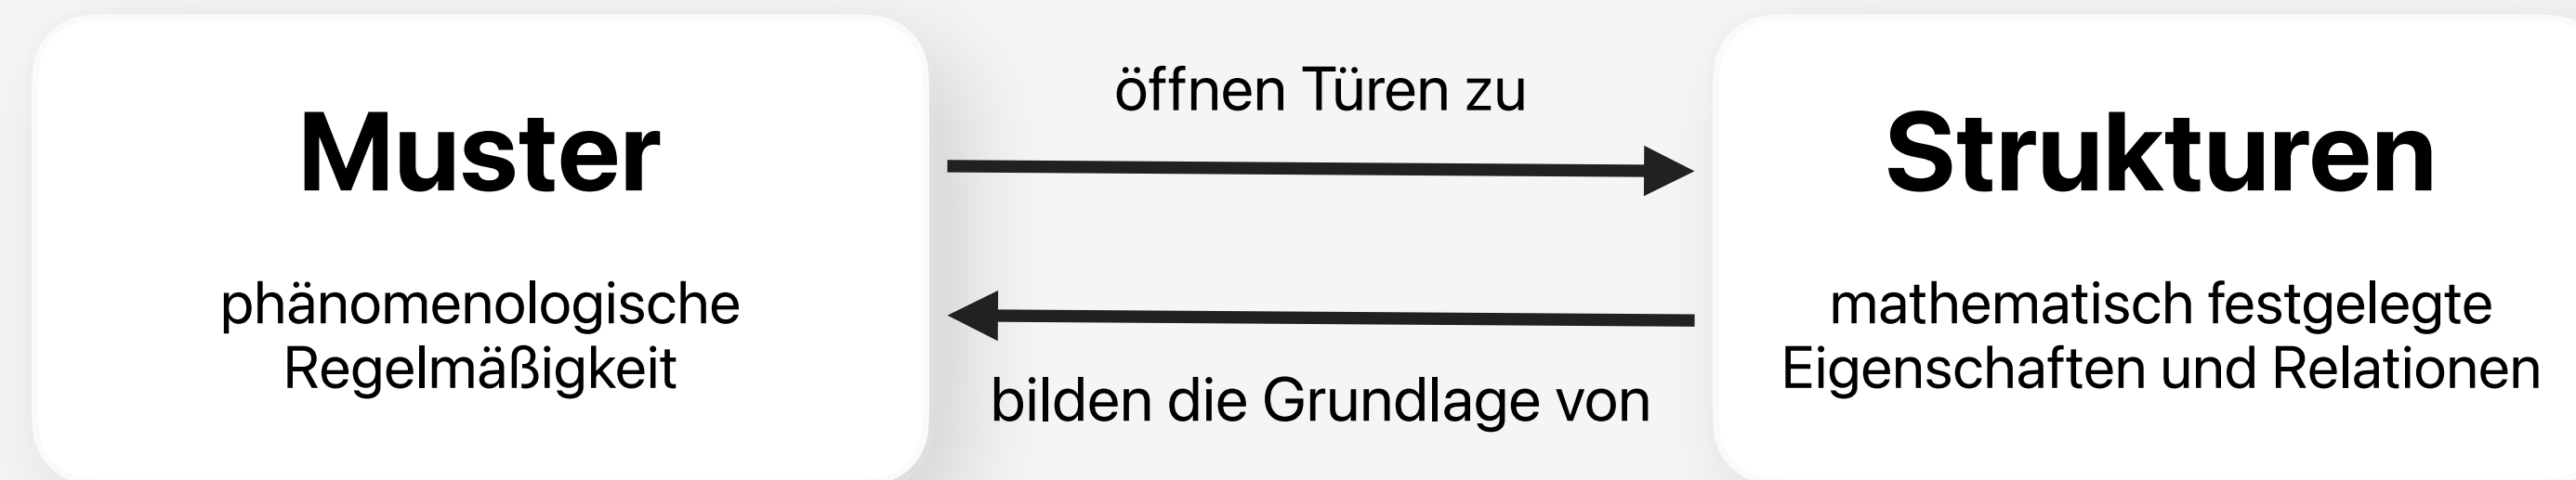 Muster
phänomenologische
Regelmäßigkeit
öffnen Türen zu
bilden die Grundlage von
Strukturen
mathematisch festgelegte
Eigenschaften und Relationen